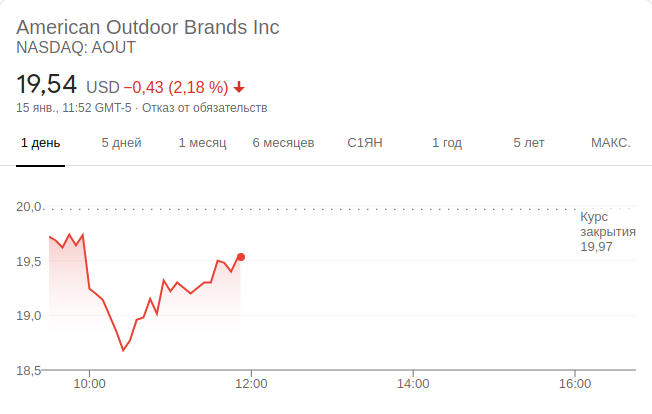 American Outdoor Brands Inc
NASDAQ: AOUT
19,54 USD −0,43 (2,18 %)
15 янв., 11:52 GMT-5 · Отказ от обязательств
1 день 5 дней 1 месяц 6 месяцев С1ЯН 1 год 5 лет МАКС.
20,0
Курс
закрытия
19,97
19,5
19,0
18,5
10:00 12:00 14:00 16:00